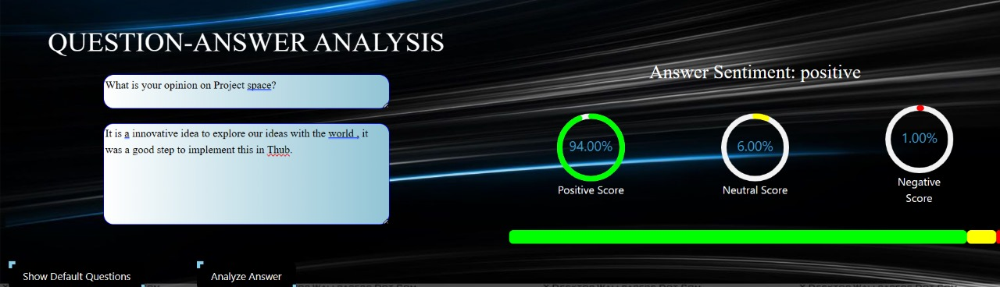 QUESTION-ANSWER ANALYSIS
What is your opinion on Project space?
It is a innovative idea to explore our ideas with the world , it
was a good step to implement this in Thub.
Show Default Questions
Analyze Answer
Answer Sentiment: positive
94.00%
Positive Score
6.00%
Neutral Score
1.00%
Negative
Score